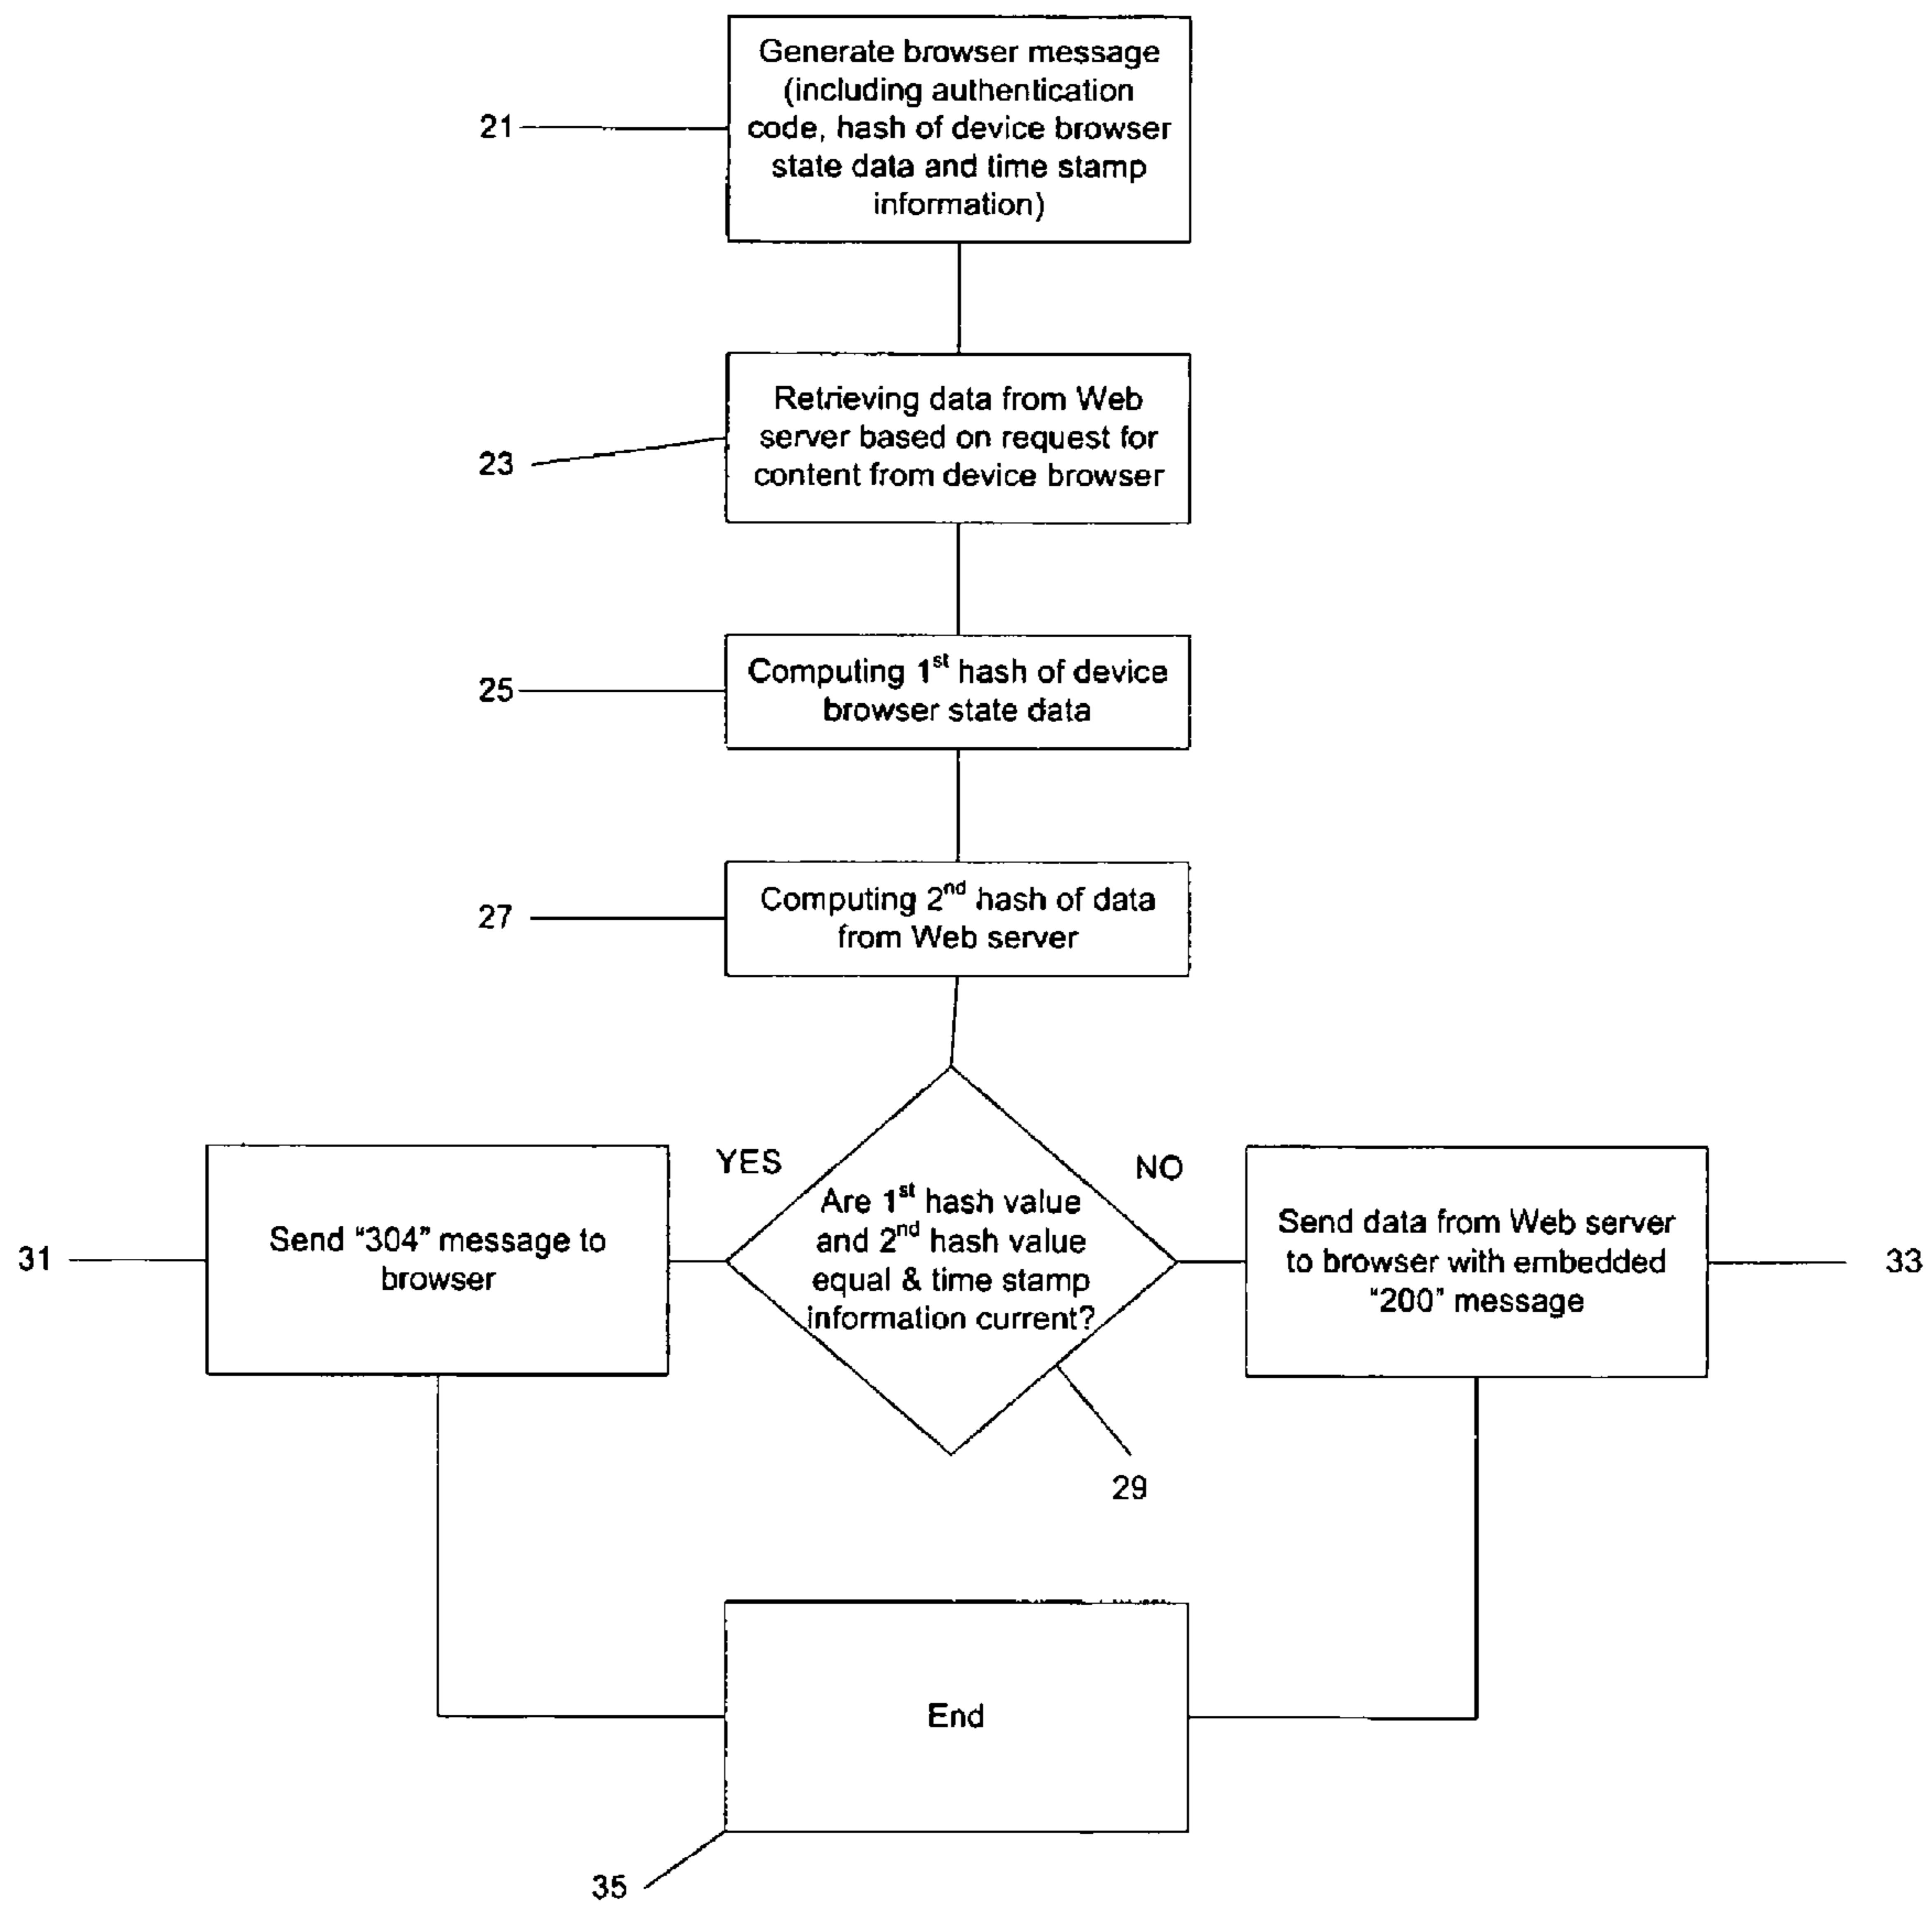 Generate browser message
(including authentication
code, hash of device browser
state data and time stamp
information)
21
Retrieving data from Web
server based on request for
content from device browser
23
Computing 1st hash of device
browser state data
25
Computing 2nd hash of data
from Web server
27
YES
NO
Are 1st hash value
and 2nd hash value
equal & time stamp
information current?
Send "304" message to
browser
31
Send data from Web server
to browser with embedded
"200" message
33
29
End
35